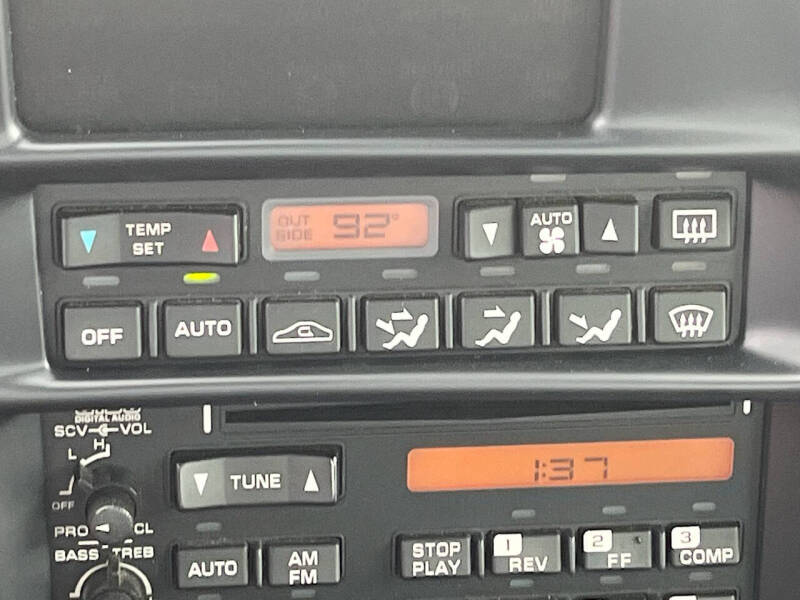 TEMP
SET
OUT
SIDE
92°
AUTO
OFF
AUTO
DIGITAL AUDIO
SCV VOL
L H
OFF
PRO CL
BASS TREB
TUNE
1:37
AUTO
AM
FM
STOP
PLAY
1
REV
2
FF
3
COMP